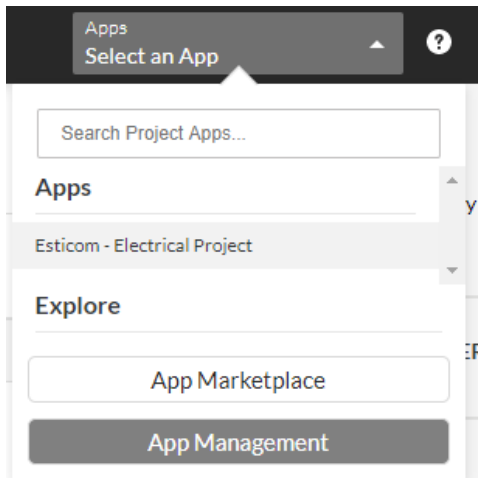 Apps
Select an App
?
Search Project Apps...
Apps
y
Esticom - Electrical Project
Explore
App Marketplace
App Management